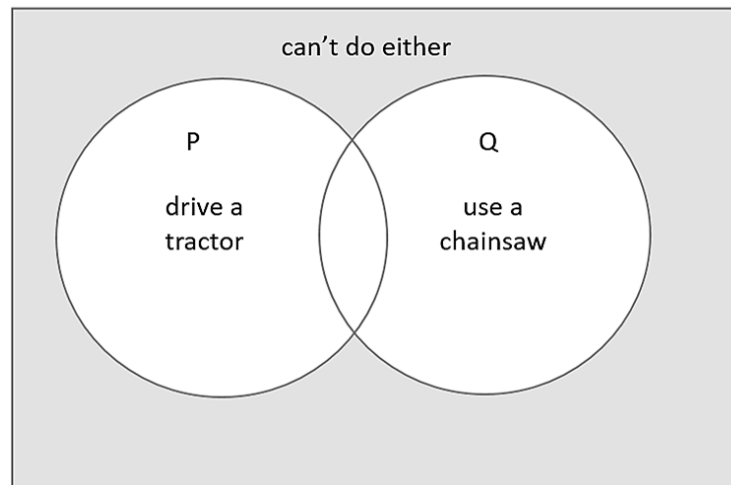 can't do either
P
Q
drive a
tractor
use a
chainsaw